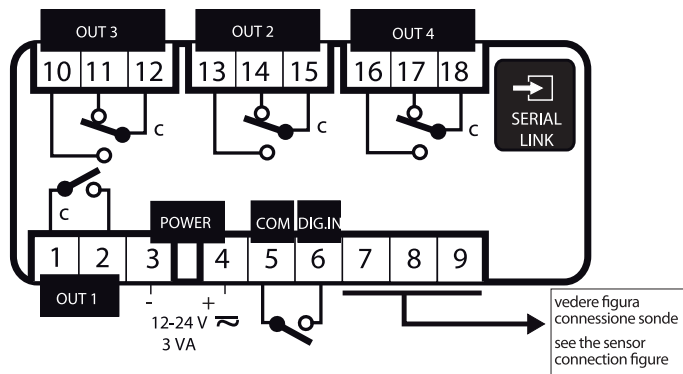 OUT 3
OUT 2
OUT 4
10 11 12
13 14 15
16 17 18
C
C
C
SERIAL
LINK
C
POWER
COM
DIG.IN
1 2 3 4 5 6 7 8 9
OUT 1
- +
12-24 V
3 VA
vedere figura
connessione sonde
see the sensor
connection figure